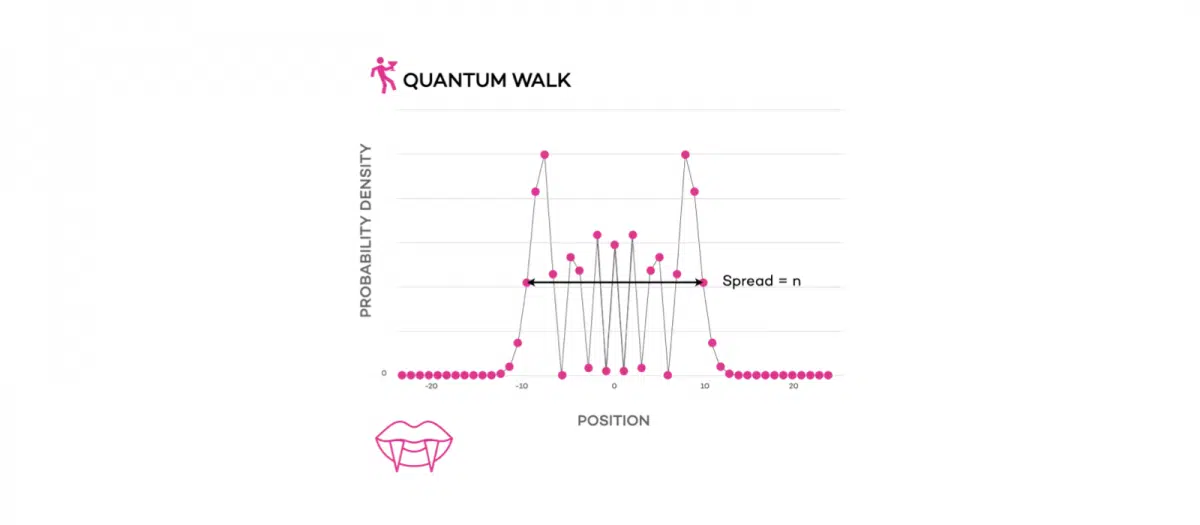 QUANTUM WALK
PROBABILITY DENSITY
Spread = n
0
-20 -10 0 10 20
POSITION